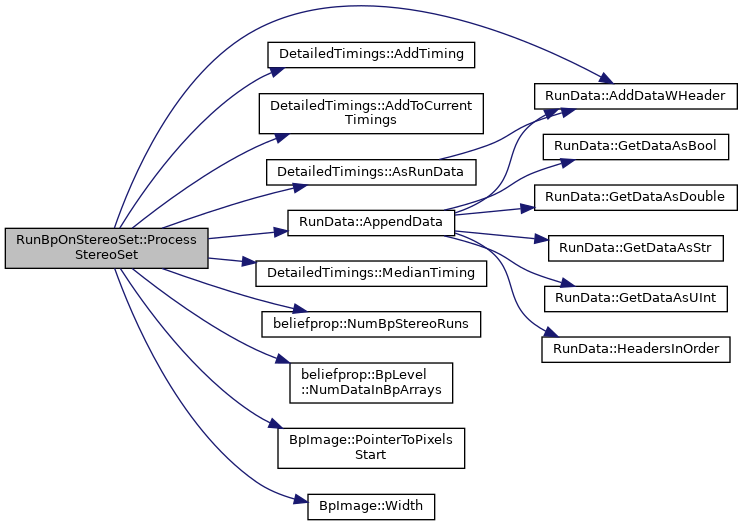 RunBpOnStereoSet::Process
StereoSet
DetailedTimings::AddTiming
DetailedTimings::AddToCurrent
Timings
DetailedTimings::AsRunData
RunData::AppendData
DetailedTimings::MedianTiming
beliefprop::NumBpStereoRuns
beliefprop::BpLevel
::NumDataInBpArrays
BpImage::PointerToPixels
Start
BpImage::Width
RunData::AddDataWHeader
RunData::GetDataAsBool
RunData::GetDataAsDouble
RunData::GetDataAsStr
RunData::GetDataAsUInt
RunData::HeadersInOrder